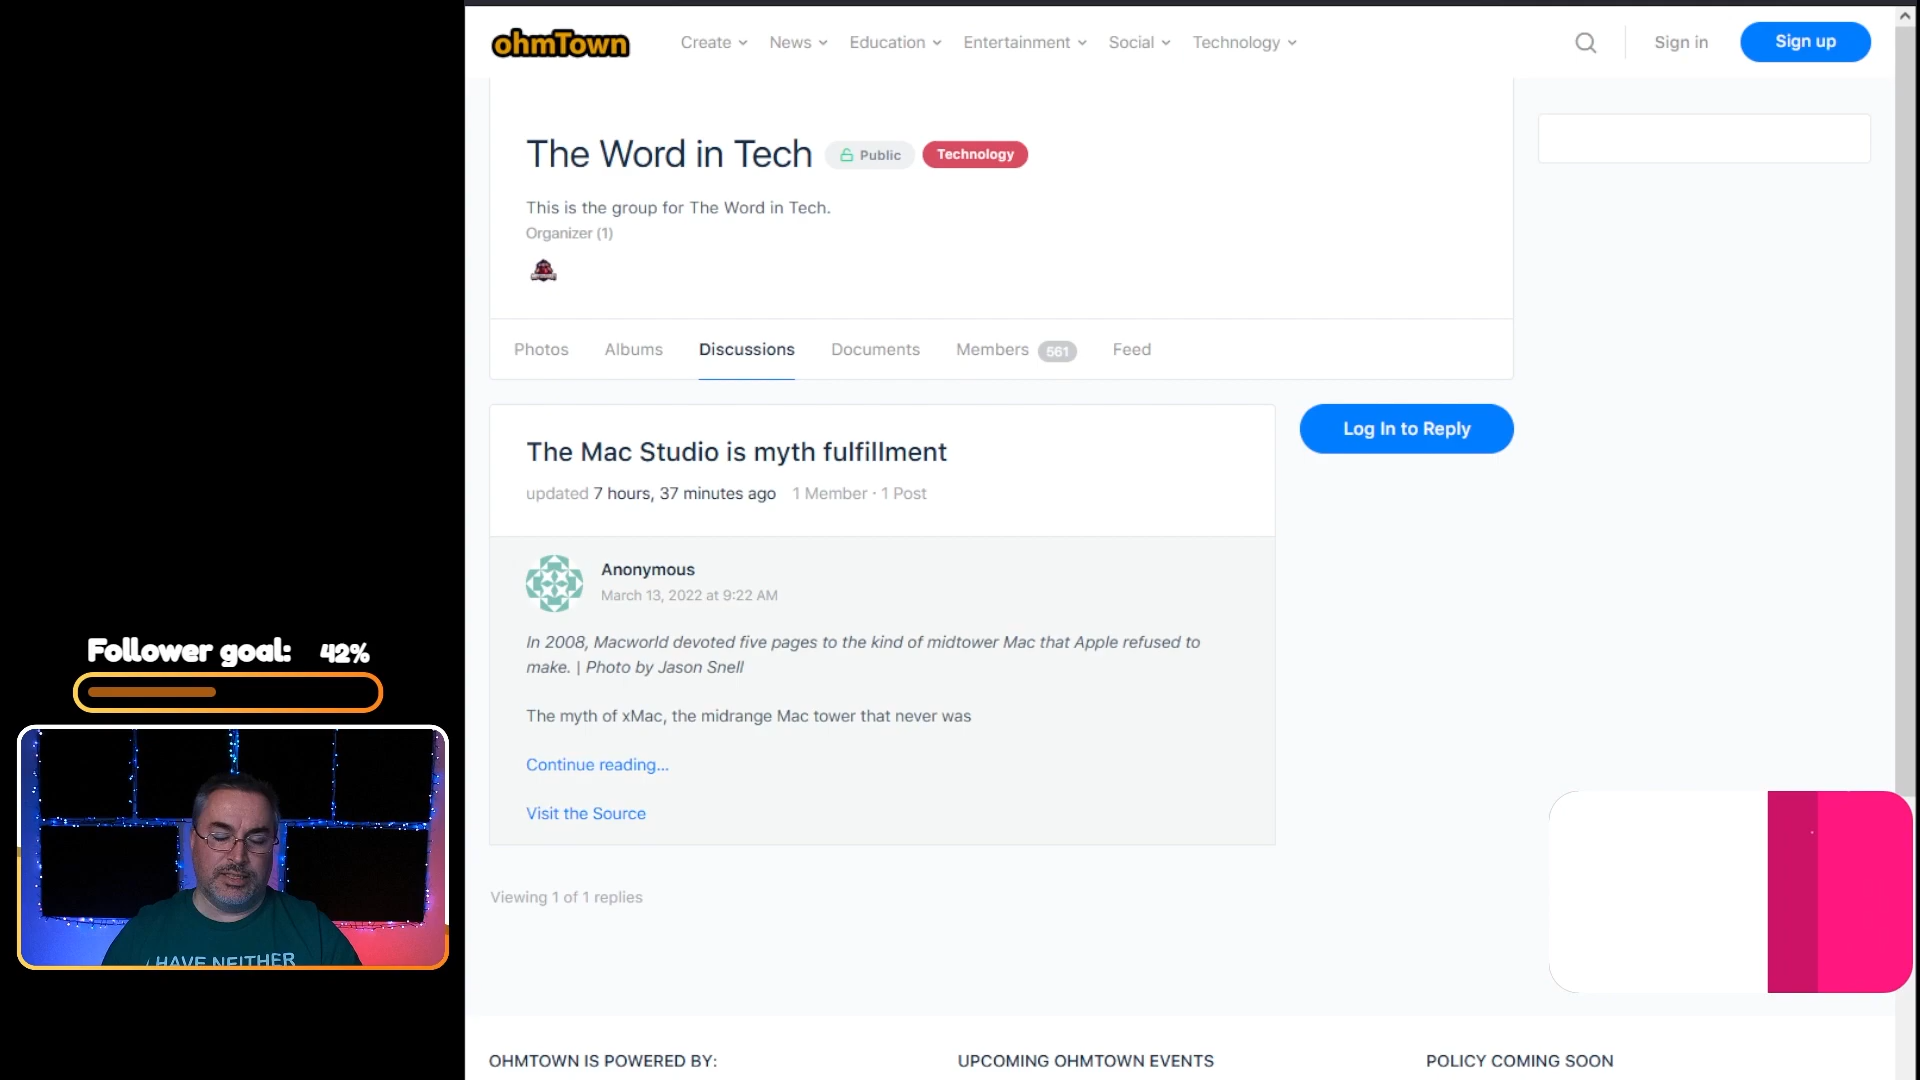 ohmTown
Create News Education Entertainment Social Technology
Sign in
Sign up
The Word in Tech
Public
Technology
This is the group for The Word in Tech.
Organizer (1)
Photos Albums Discussions Documents Members 561 Feed
The Mac Studio is myth fulfillment
updated 7 hours, 37 minutes ago 1 Member · 1 Post
Log In to Reply
Anonymous
March 13, 2022 at 9:22 AM
In 2008, Macworld devoted five pages to the kind of midtower Mac that Apple refused to
make. | Photo by Jason Snell
The myth of xMac, the midrange Mac tower that never was
Continue reading...
Visit the Source
Viewing 1 of 1 replies
OHMTOWN IS POWERED BY:
UPCOMING OHMTOWN EVENTS
POLICY COMING SOON
Follower goal: 42%
HAVE NEITHER